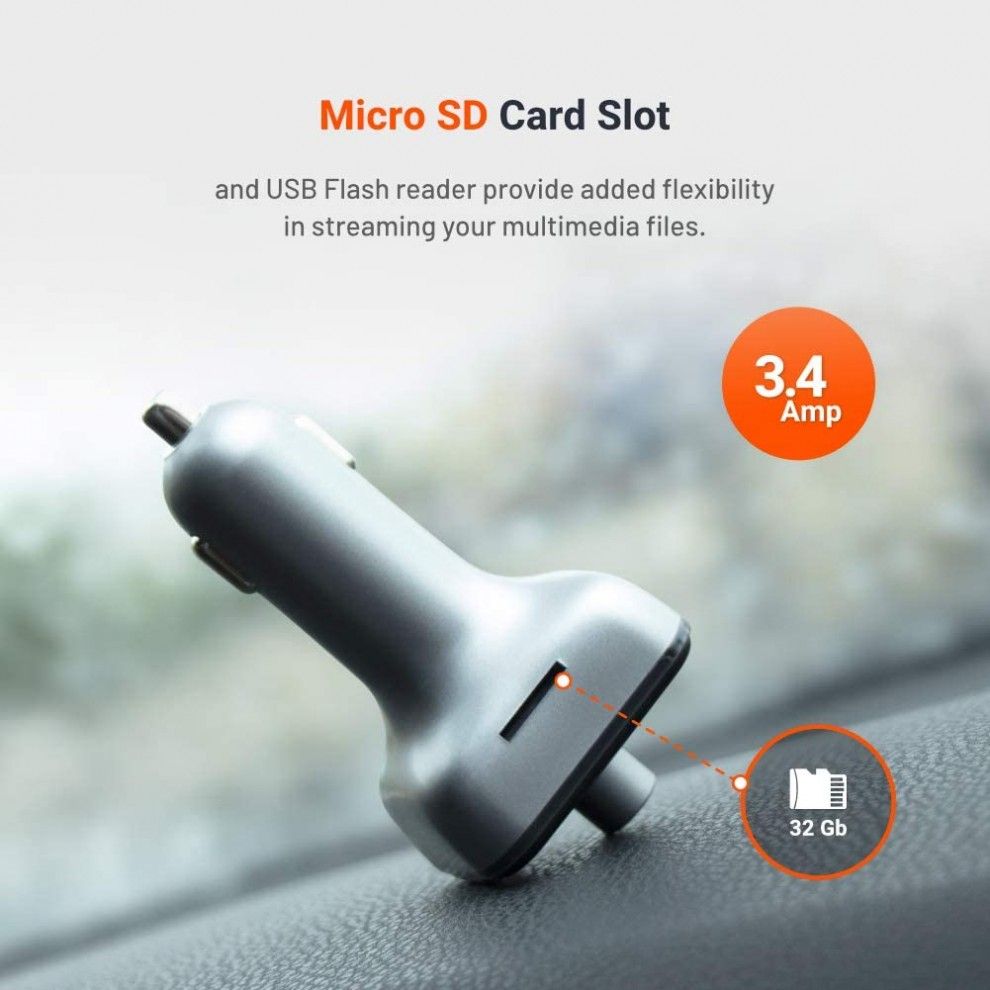 Micro SD Card Slot
and USB Flash reader provide added flexibility
in streaming your multimedia files.
3.4
Amp
32 Gb